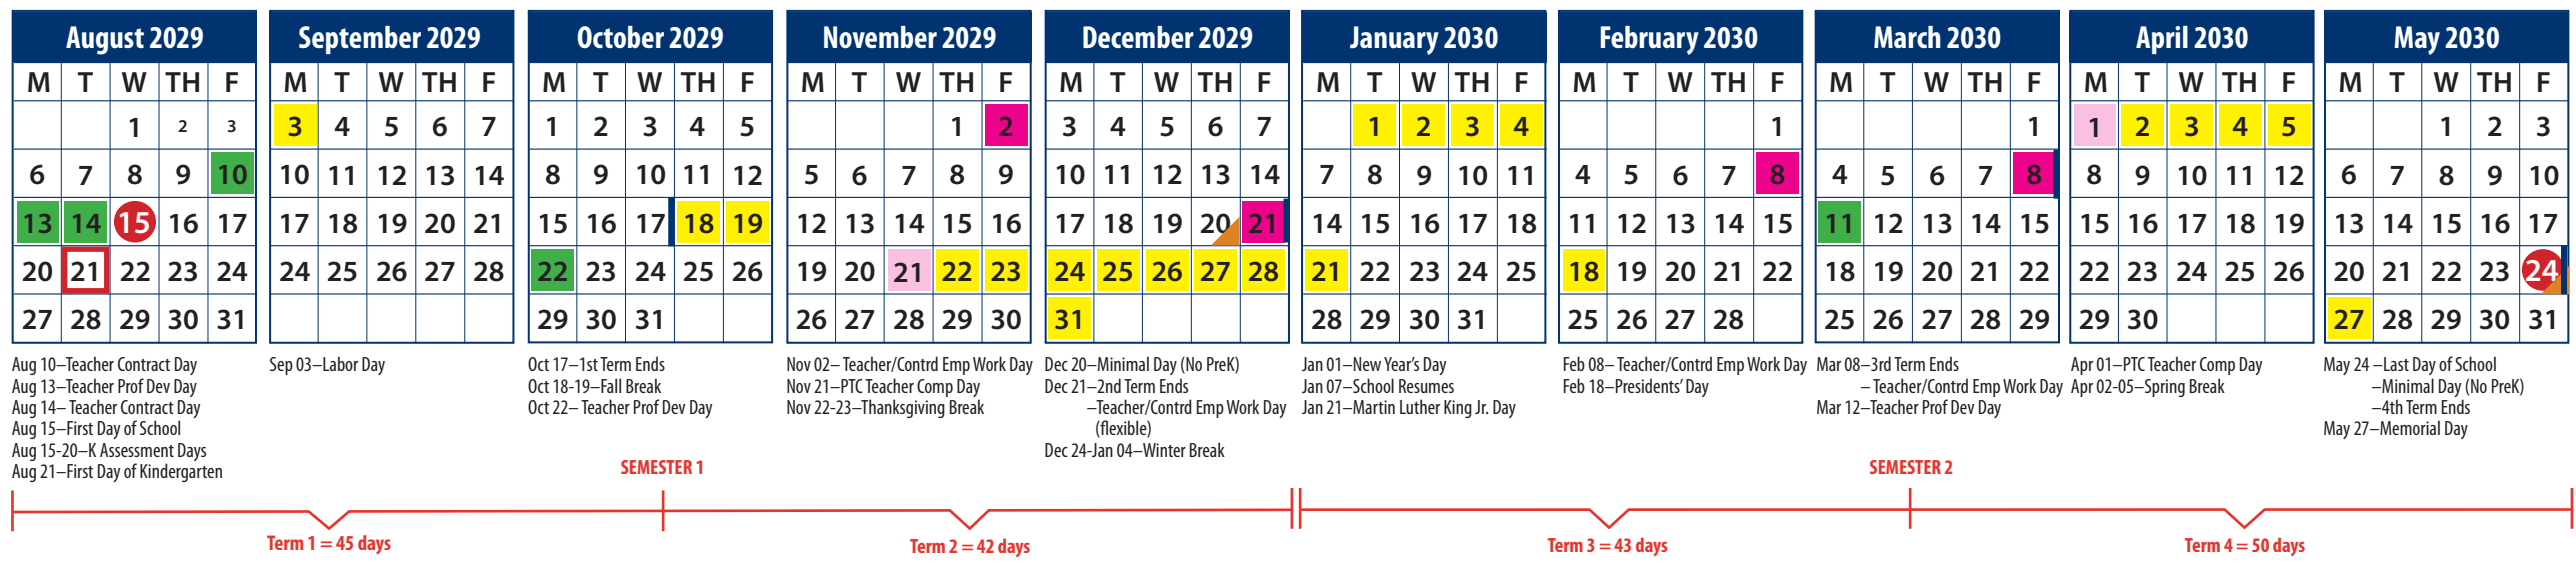 August 2029
M T W TH F
1 2 3
6 7 8 9 10
13 14 15 16 17
20 21 22 23 24
27 28 29 30 31
Aug 10–Teacher Contract Day
Aug 13–Teacher Prof Dev Day
Aug 14– Teacher Contract Day
Aug 15–First Day of School
Aug 15-20–K Assessment Days
Aug 21–First Day of Kindergarten
September 2029
M T W TH F
3 4 5 6 7
10 11 12 13 14
17 18 19 20 21
24 25 26 27 28
Sep 03–Labor Day
October 2029
M T W TH F
1 2 3 4 5
8 9 10 11 12
15 16 17 18 19
22 23 24 25 26
29 30 31
Oct 17–1st Term Ends
Oct 18-19–Fall Break
Oct 22– Teacher Prof Dev Day
November 2029
M T W TH F
1 2
5 6 7 8 9
12 13 14 15 16
19 20 21 22 23
26 27 28 29 30
Nov 02– Teacher/Contrd Emp Work Day
Nov 21–PTC Teacher Comp Day
Nov 22-23–Thanksgiving Break
December 2029
M T W TH F
3 4 5 6 7
10 11 12 13 14
17 18 19 20 21
24 25 26 27 28
31
Dec 20–Minimal Day (No PreK)
Dec 21–2nd Term Ends
–Teacher/Contrd Emp Work Day
(flexible)
Dec 24-Jan 04–Winter Break
January 2030
M T W TH F
1 2 3 4
7 8 9 10 11
14 15 16 17 18
21 22 23 24 25
28 29 30 31
Jan 01–New Year's Day
Jan 07–School Resumes
Jan 21–Martin Luther King Jr. Day
February 2030
M T W TH F
1
4 5 6 7 8
11 12 13 14 15
18 19 20 21 22
25 26 27 28
Feb 08– Teacher/Contrd Emp Work Day
Feb 18–Presidents' Day
March 2030
M T W TH F
1
4 5 6 7 8
11 12 13 14 15
18 19 20 21 22
25 26 27 28 29
Mar 08–3rd Term Ends
– Teacher/Contrd Emp Work Day
Mar 12–Teacher Prof Dev Day
April 2030
M T W TH F
1 2 3 4 5
8 9 10 11 12
15 16 17 18 19
22 23 24 25 26
29 30
Apr 01–PTC Teacher Comp Day
Apr 02-05–Spring Break
May 2030
M T W TH F
1 2 3
6 7 8 9 10
13 14 15 16 17
20 21 22 23 24
27 28 29 30 31
May 24 –Last Day of School
–Minimal Day (No PreK)
–4th Term Ends
May 27–Memorial Day
SEMESTER 1
SEMESTER 2
Term 1 = 45 days
Term 2 = 42 days
Term 3 = 43 days
Term 4 = 50 days